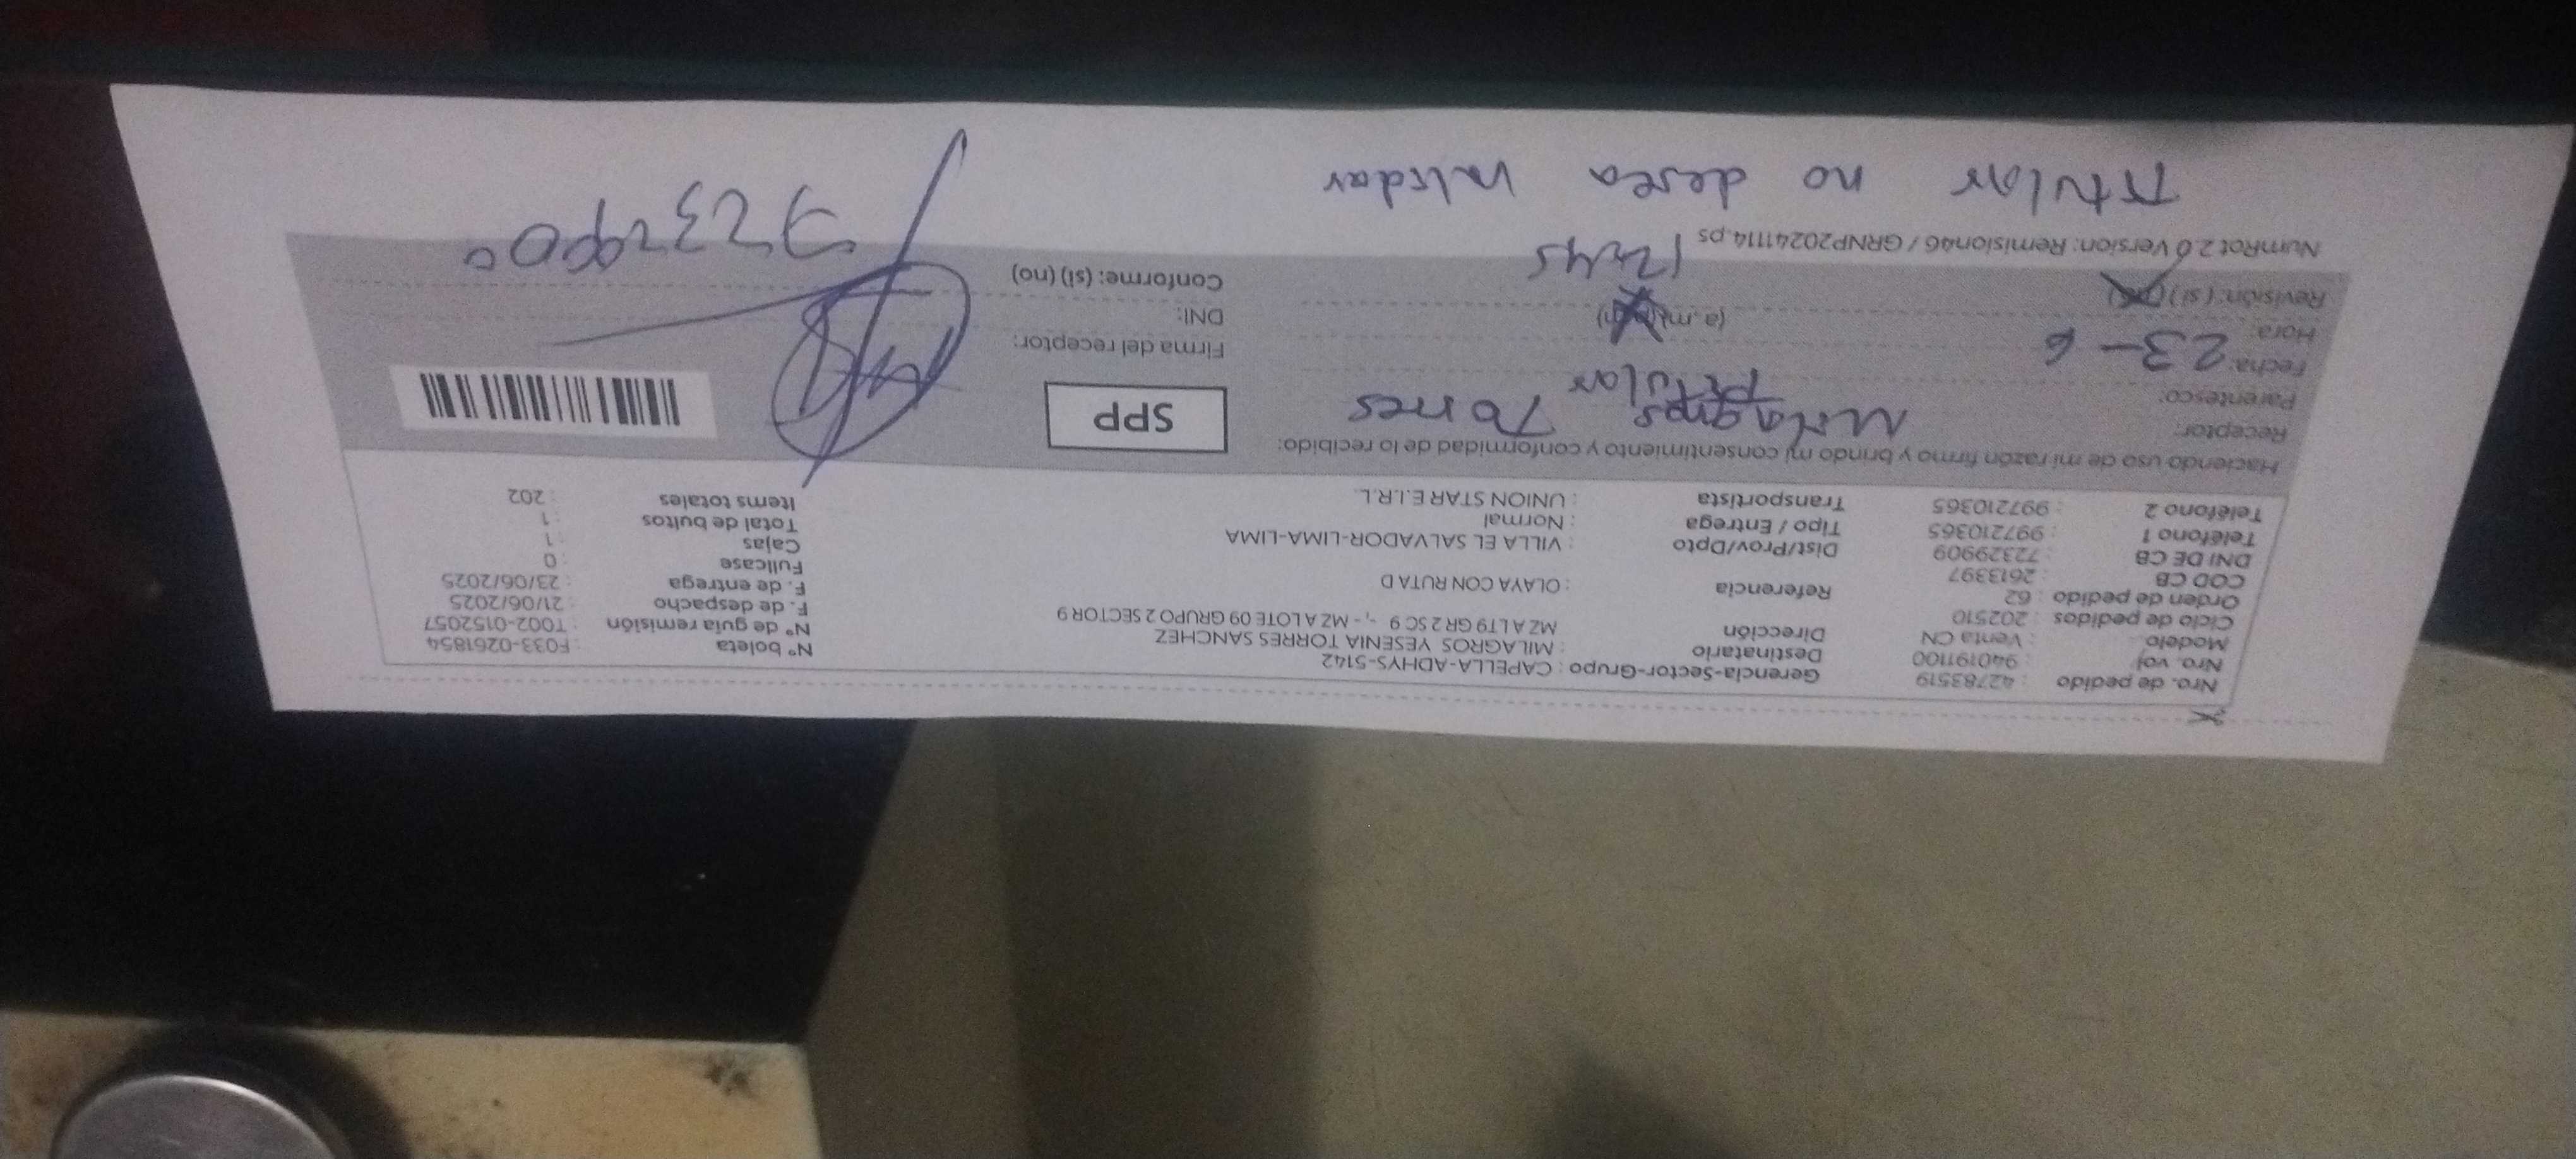 Nro. de pedido : 42783519 Gerencia-Sector-Grupo : CAPELLA-ADHYS-5142 N° boleta : F033-0261854
Nro. vol : 940191100 Destinatario : MILAGROS YESENIA TORRES SANCHEZ N° de guía remisión : T002-0152057
Modelo : Venta CN Dirección MZ A LT9 GR 2 SC 9 -, - MZ A LOTE 09 GRUPO 2 SECTOR 9 F. de despacho : 21/06/2025
Ciclo de pedidos : 202510 Referencia : OLAYA CON RUTA D F. de entrega : 23/06/2025
Orden de pedido : 62 Dist/Prov/Dpto : VILLA EL SALVADOR-LIMA-LIMA Fullcase : 0
COD CB : 2613397 Tipo / Entrega : Normal Cajas : 1
DNI DE CB : 72329909 Transportista : UNION STAR E.I.R.L. Total de bultos : 1
Teléfono 1 : 997210365 Items totales : 202
Teléfono 2 : 997210365
Haciendo uso de mi razón firmo y brindo mi consentimiento y conformidad de lo recibido:
Receptor: Milagros Torres SPP
Parentesco: titular
Fecha: 23-6 Firma del receptor:
Hora: (a.m) (p.m) DNI:
Revisión: (si) (no) 12:45 Conforme: (si) (no)
NumRot 2.0 Version: Remision46 / GRNP20241114.ps
Titular no desea validar